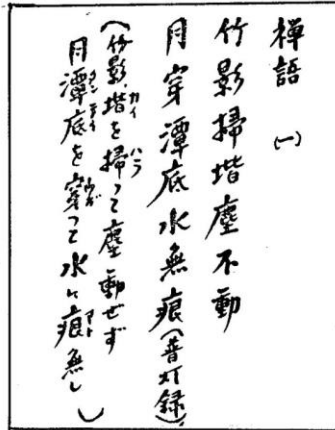 禅語 (一)
竹影掃堦塵不動
月穿潭底水無痕(普灯録)
(竹影、堦を掃って塵動ぜず
月潭底を穿って水に痕無し)